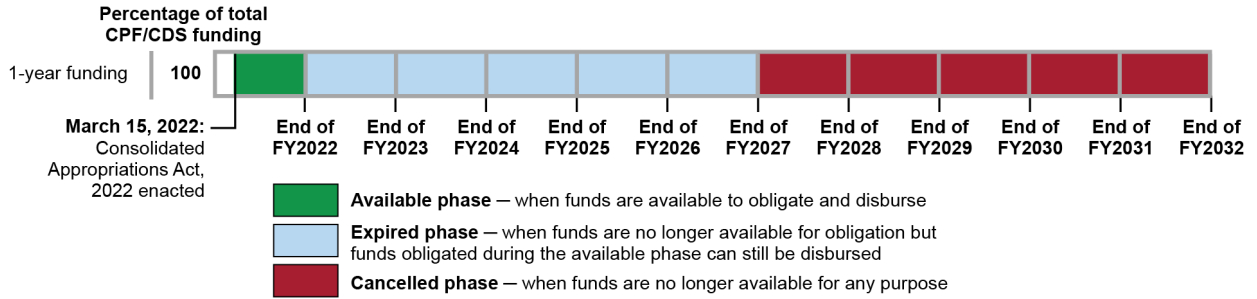 Percentage of total
CPF/CDS funding
1-year funding
100
March 15, 2022:
Consolidated
Appropriations Act,
2022 enacted
End of
FY2022
End of
FY2023
End of
FY2024
End of
FY2025
End of
FY2026
End of
FY2027
End of
FY2028
End of
FY2029
End of
FY2030
End of
FY2031
End of
FY2032
Available phase — when funds are available to obligate and disburse
Expired phase — when funds are no longer available for obligation but
funds obligated during the available phase can still be disbursed
Cancelled phase — when funds are no longer available for any purpose